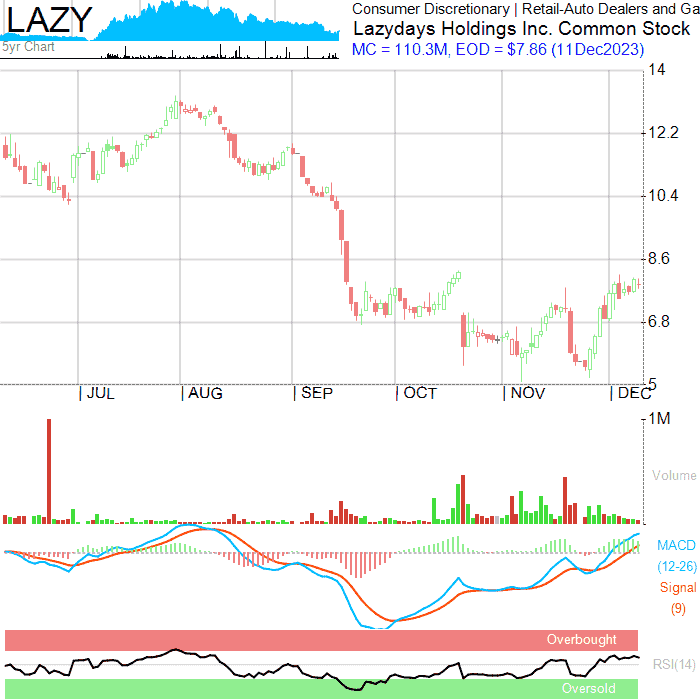 LAZY
5yr Chart
Consumer Discretionary | Retail-Auto Dealers and Ga
Lazydays Holdings Inc. Common Stock
MC = 110.3M, EOD = $7.86 (11Dec2023)
14
12.2
10.4
8.6
6.8
5
| JUL | AUG | SEP | OCT | NOV | DEC
1M
Volume
MACD
(12-26)
Signal
(9)
Overbought
RSI(14)
Oversold